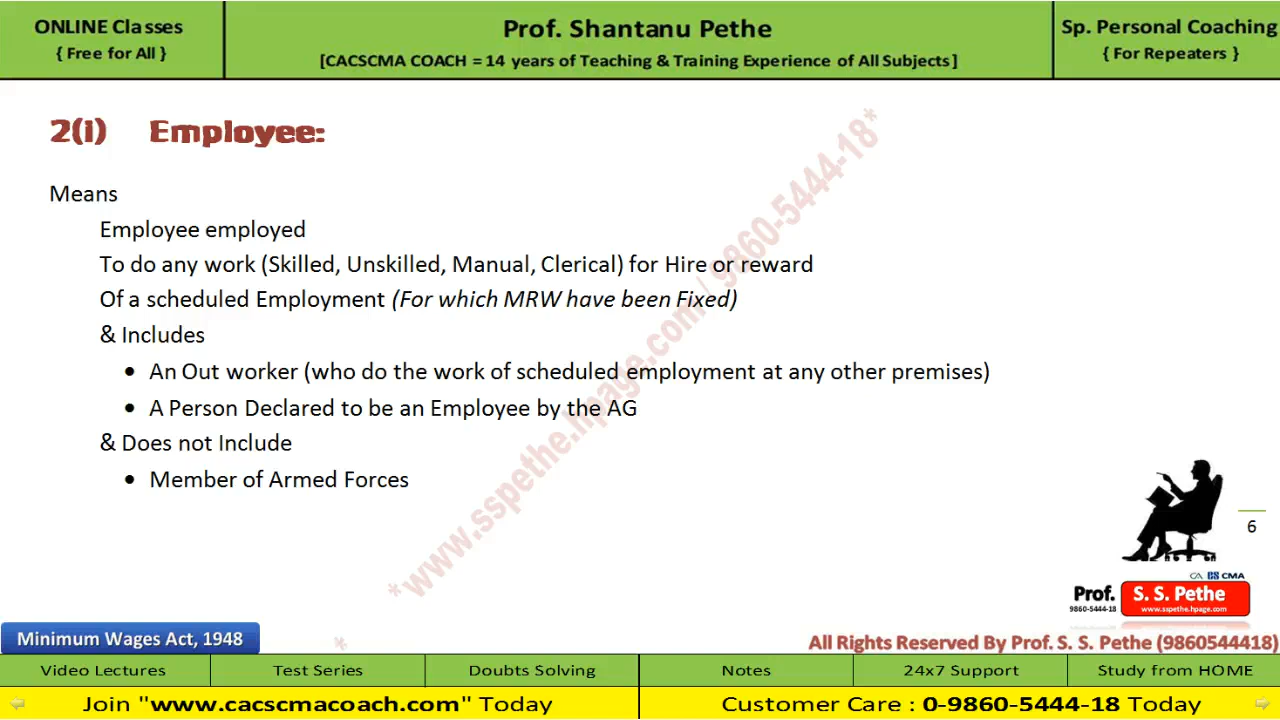 ONLINE Classes
{ Free for All }
Prof. Shantanu Pethe
[CACSCMA COACH = 14 years of Teaching & Training Experience of All Subjects]
Sp. Personal Coaching
{ For Repeaters }
2(i) Employee:
Means
Employee employed
To do any work (Skilled, Unskilled, Manual, Clerical) for Hire or reward
Of a scheduled Employment (For which MRW have been Fixed)
& Includes
• An Out worker (who do the work of scheduled employment at any other premises)
• A Person Declared to be an Employee by the AG
& Does not Include
• Member of Armed Forces
*www.sspethe.hpage.com / 9860-5444-18*
*
6
CA CS CMA
Prof. S. S. Pethe
9860-5444-18 www.sspethe.hpage.com
Minimum Wages Act, 1948
All Rights Reserved By Prof. S. S. Pethe (9860544418)
Video Lectures Test Series Doubts Solving Notes 24x7 Support Study from HOME
Join "www.cacscmacoach.com" Today Customer Care : 0-9860-5444-18 Today